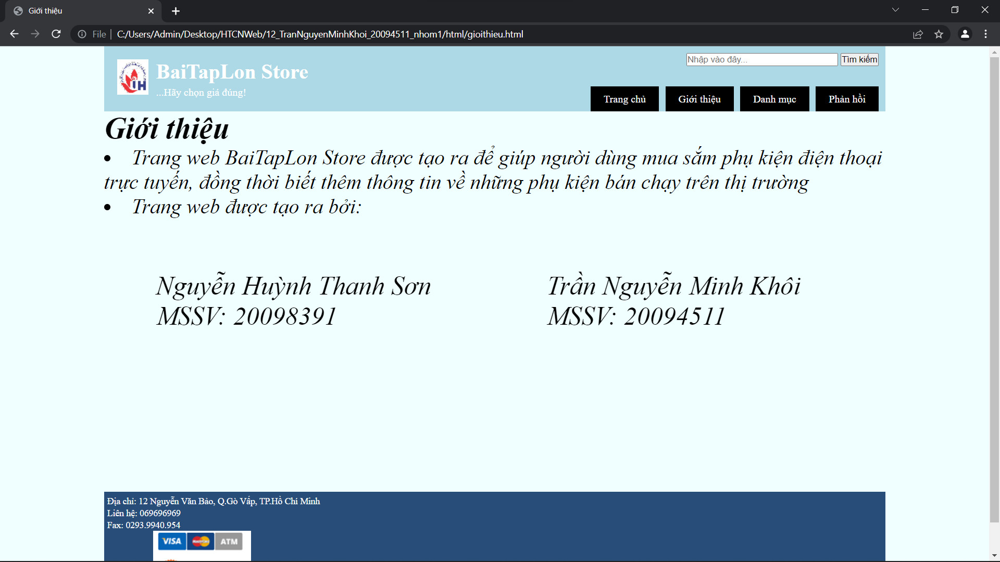 Giới thiệu
File
C:/Users/Admin/Desktop/HTCNWeb/12_TranNguyenMinhKhoi_20094511_nhom1/html/gioithieu.html
IH
BaiTapLon Store
...Hãy chọn giá đúng!
Nhập vào đây...
Tìm kiếm
Trang chủ
Giới thiệu
Danh mục
Phản hồi
Giới thiệu
Trang web BaiTapLon Store được tạo ra để giúp người dùng mua sắm phụ kiện điện thoại
trực tuyến, đồng thời biết thêm thông tin về những phụ kiện bán chạy trên thị trường
Trang web được tạo ra bởi:
Nguyễn Huỳnh Thanh Sơn
MSSV: 20098391
Trần Nguyễn Minh Khôi
MSSV: 20094511
Địa chỉ: 12 Nguyễn Văn Bảo, Q.Gò Vấp, TP.Hồ Chí Minh
Liên hệ: 069696969
Fax: 0293.9940.954
VISA
MasterCard
ATM